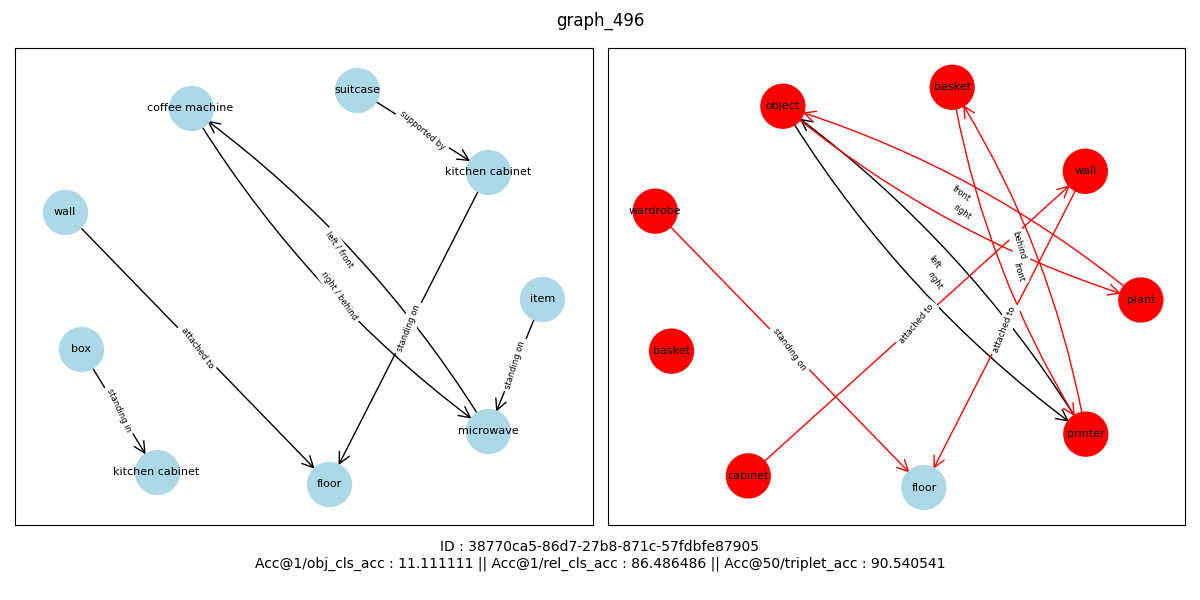 graph_496
suitcase
coffee machine
supported by
kitchen cabinet
wall
left / front
right / behind
item
standing on
attached to
box
standing on
standing in
microwave
kitchen cabinet
floor
basket
object
wall
front
wardrobe
right
behind
left
front
right
plant
attached to
attached to
standing on
basket
printer
cabinet
floor
ID : 38770ca5-86d7-27b8-871c-57fdbfe87905
Acc@1/obj_cls_acc : 11.111111 || Acc@1/rel_cls_acc : 86.486486 || Acc@50/triplet_acc : 90.540541